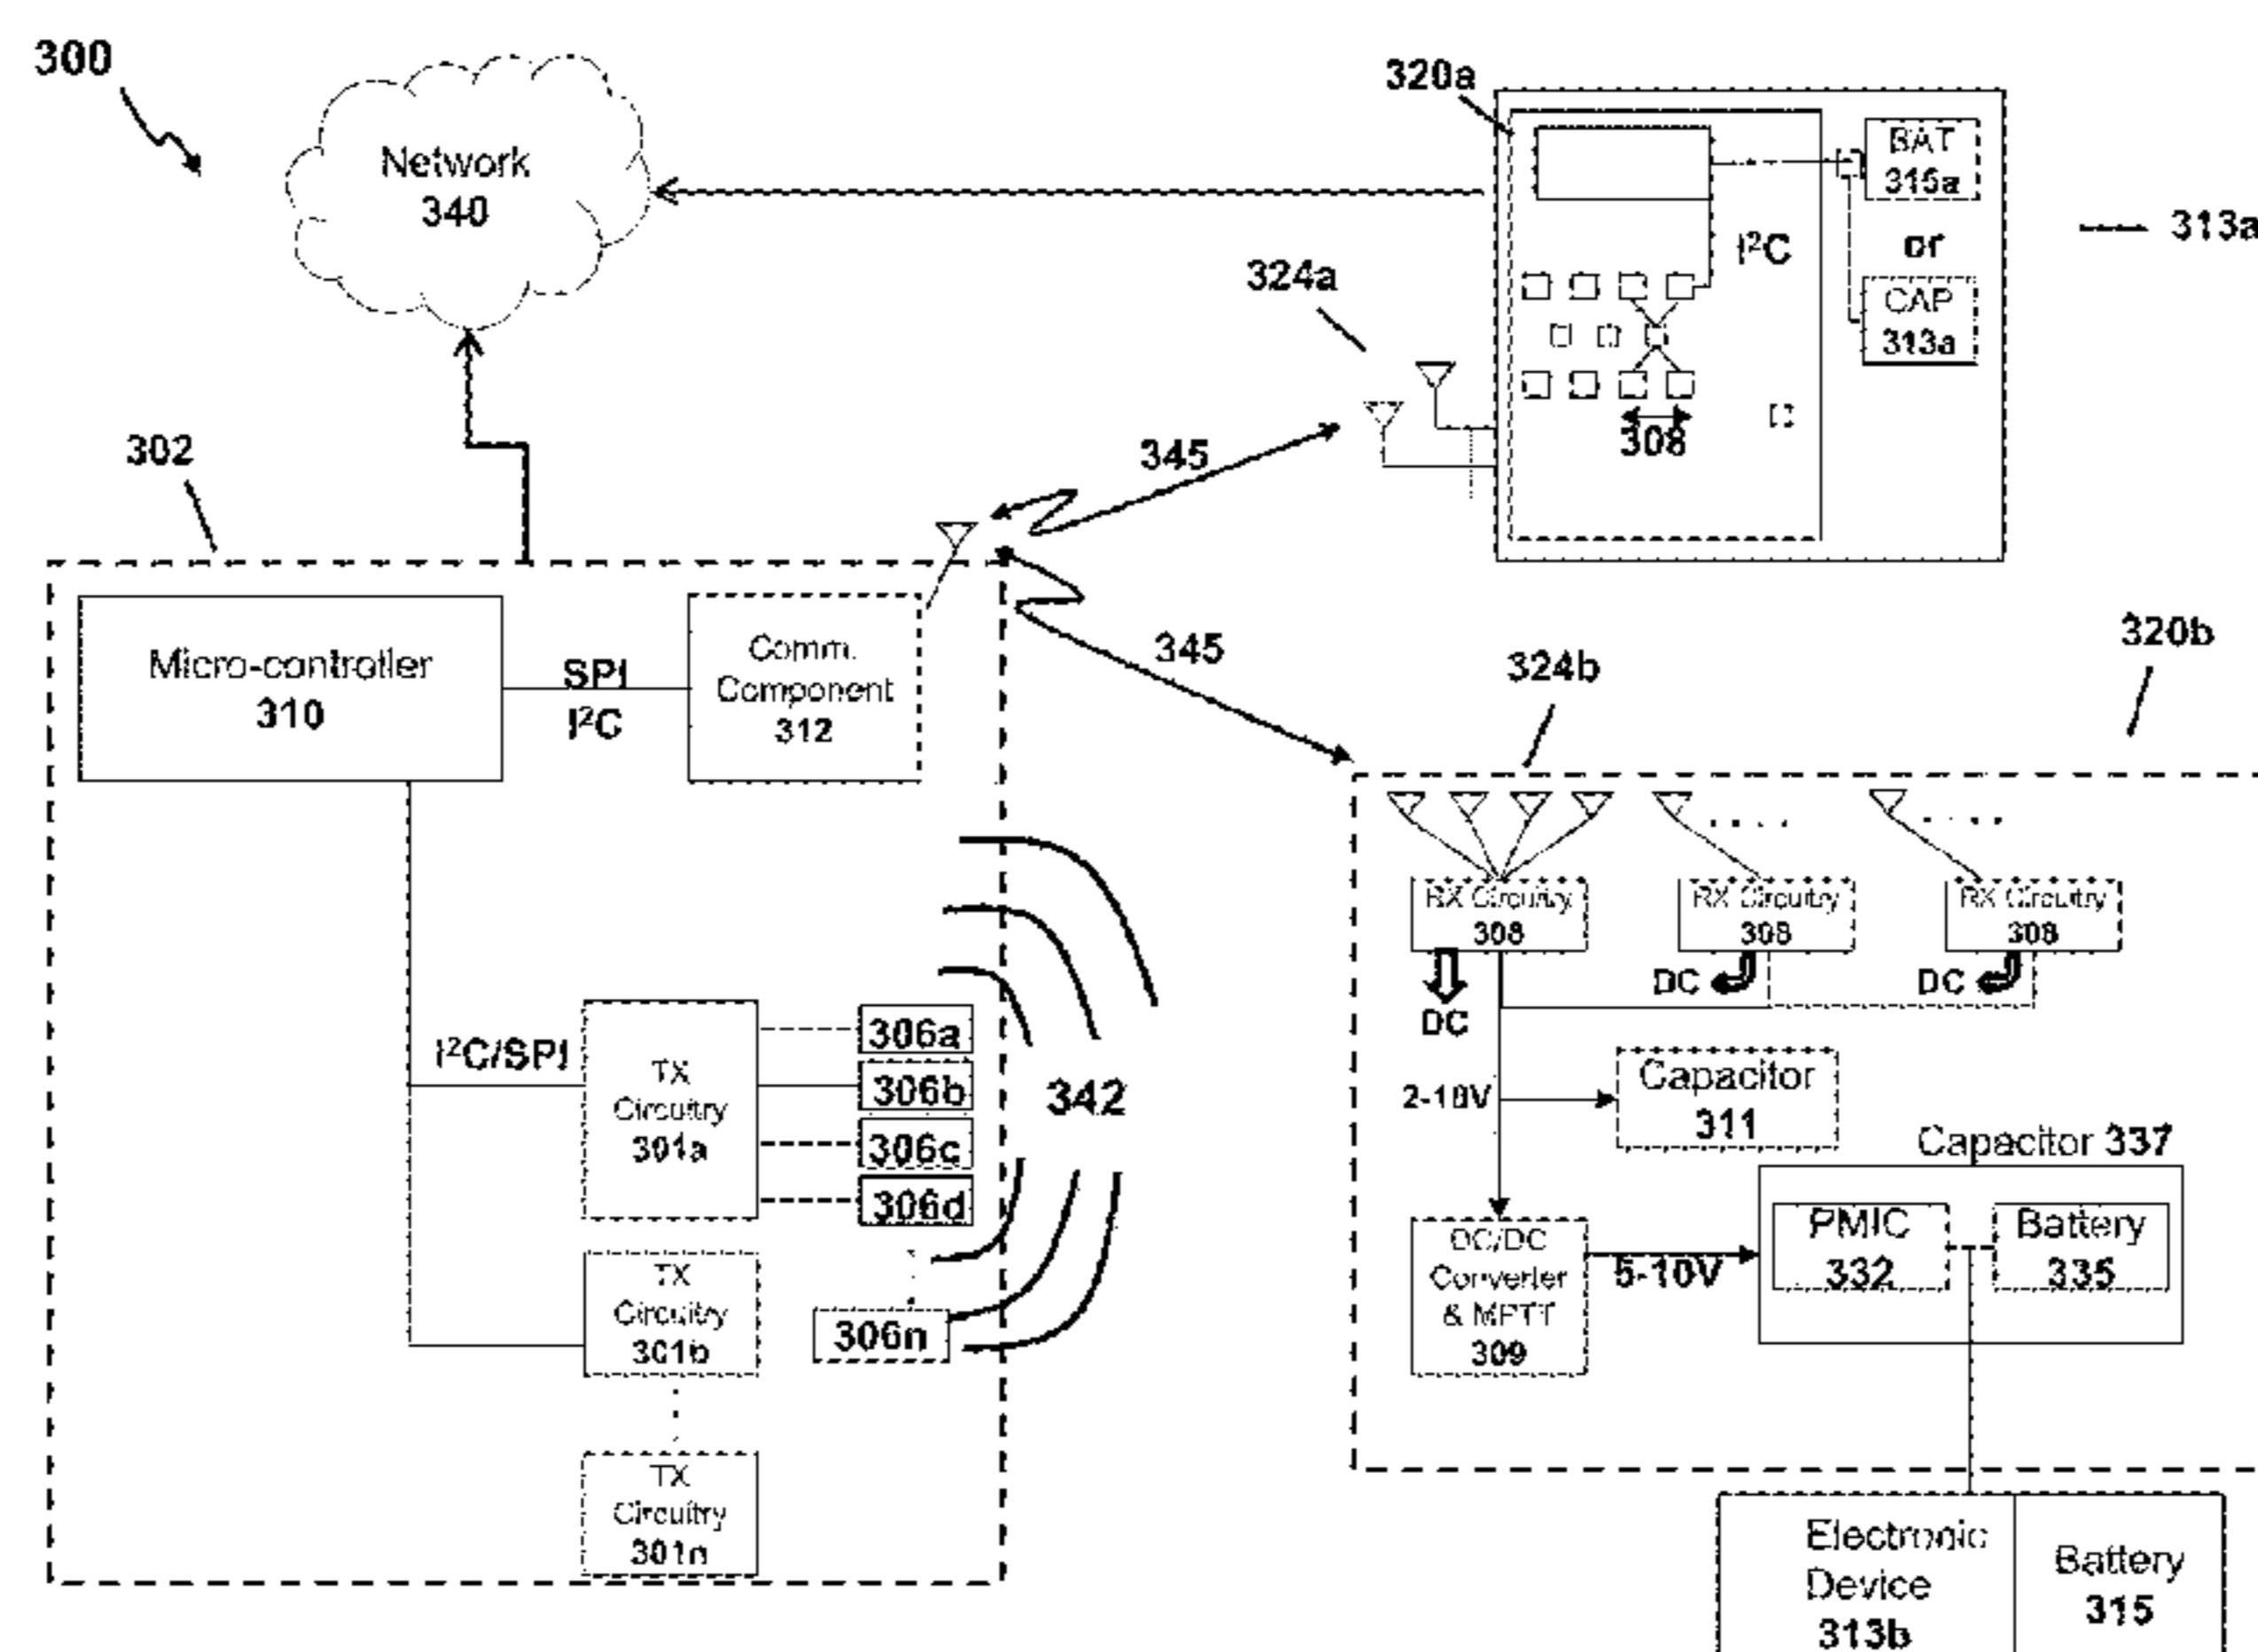 300
Network
340
320a
BAT
315a
or
CAP
313a
313a
I²C
308
324a
345
302
Micro-controller
310
SPI
I²C
Comm.
Component
312
345
320b
324b
RX Circuitry
308
RX Circuitry
308
RX Circuitry
308
DC
DC
DC
I²C/SPI
TX
Circuitry
301a
306a
306b
306c
306d
342
2-10V
Capacitor
311
Capacitor 337
PMIC
332
Battery
335
DC/DC
Converter
& MPTT
309
5-10V
TX
Circuitry
301b
306n
TX
Circuitry
301n
Electronic
Device
313b
Battery
315